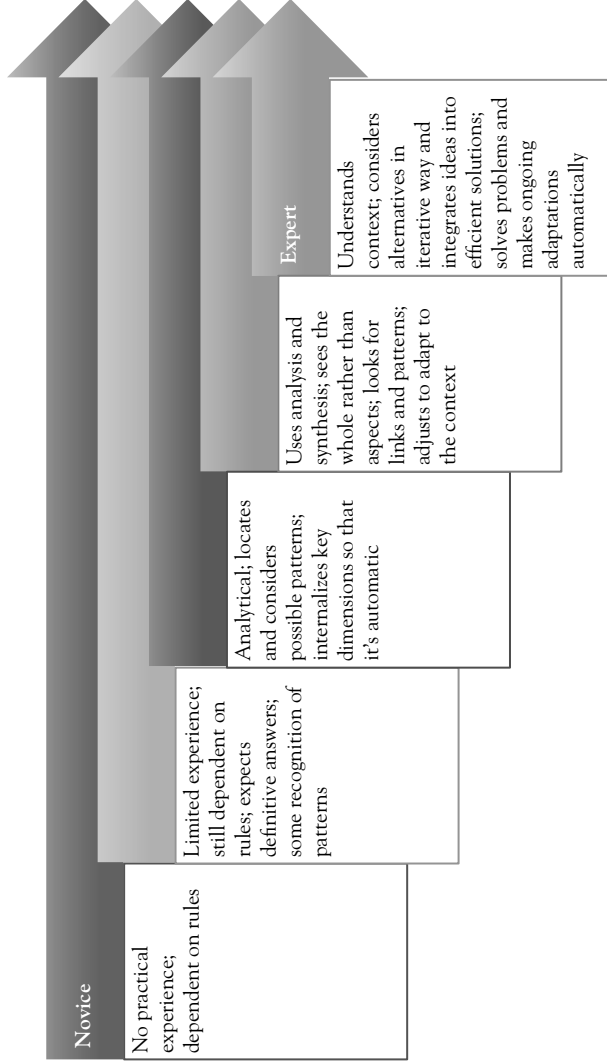 Novice
No practical
experience;
dependent on rules
Limited experience;
still dependent on
rules; expects
definitive answers;
some recognition of
patterns
Analytical; locates
and considers
possible patterns;
internalizes key
dimensions so that
it’s automatic
Uses analysis and
synthesis; sees the
whole rather than
aspects; looks for
links and patterns;
adjusts to adapt to
the context
Expert
Understands
context; considers
alternatives in
iterative way and
integrates ideas into
efficient solutions;
solves problems and
makes ongoing
adaptations
automatically